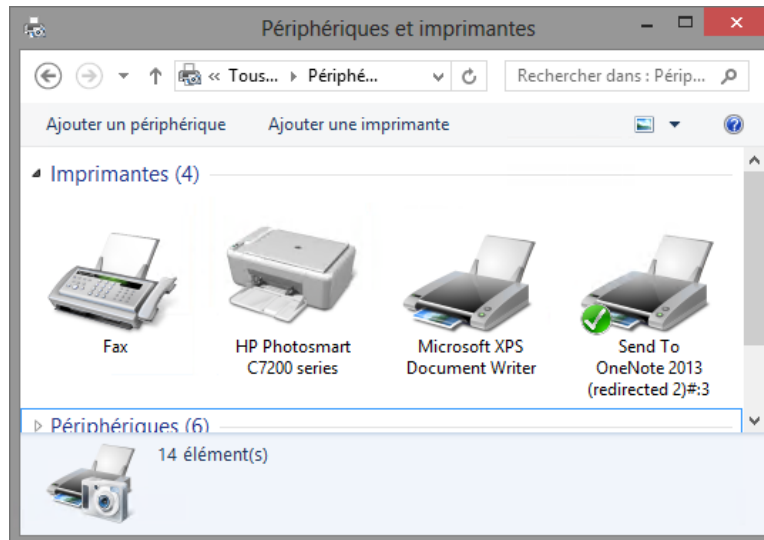 Périphériques et imprimantes
« Tous... Périphé... Rechercher dans : Périp...
Ajouter un périphérique Ajouter une imprimante
Imprimantes (4)
Fax
HP Photosmart
C7200 series
Microsoft XPS
Document Writer
Send To
OneNote 2013
(redirected 2)#:3
Périphériques (6)
14 élément(s)